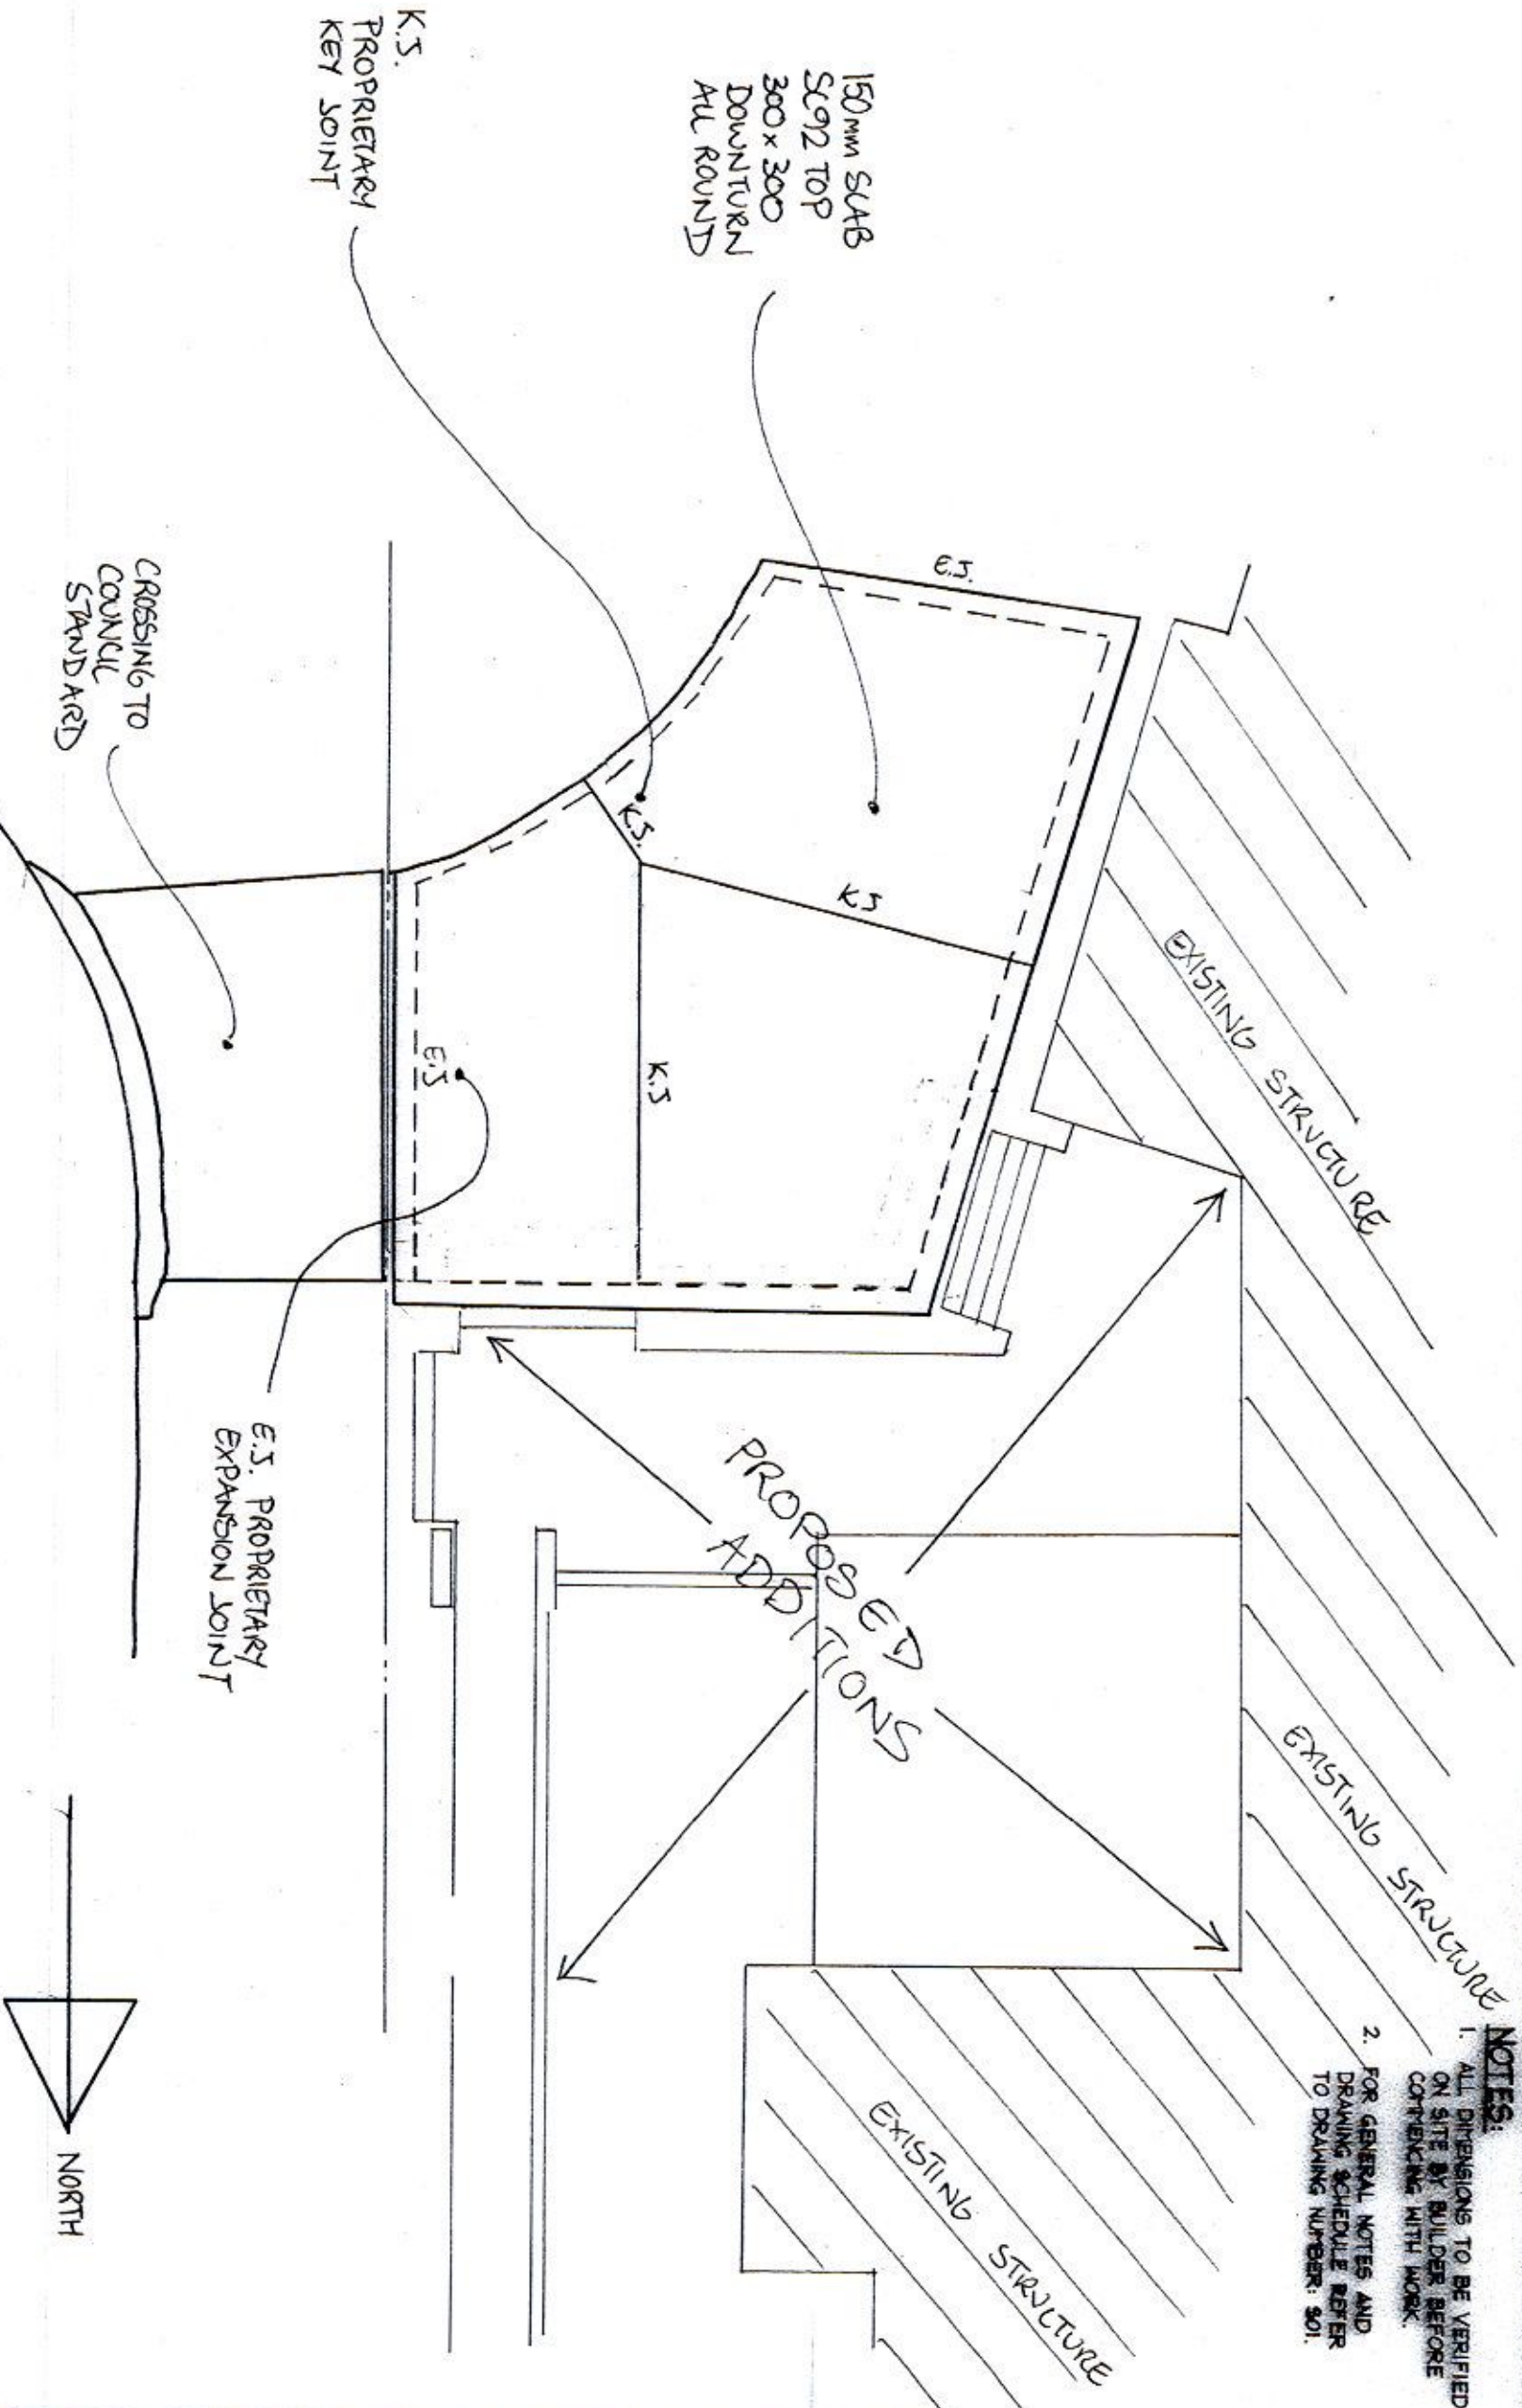 NOTES:
1. ALL DIMENSIONS TO BE VERIFIED
ON SITE BY BUILDER BEFORE
COMMENCING WITH WORK.
2. FOR GENERAL NOTES AND
DRAWING SCHEDULE REFER
TO DRAWING NUMBER: S01.
EXISTING STRUCTURE
EXISTING STRUCTURE
EXISTING STRUCTURE
150mm SLAB
SL92 TOP
300 x 300
DOWNTURN
ALL ROUND
E.J.
K.J.
K.J
K.J
E.J
PROPOSED
ADDITIONS
K.J.
PROPRIETARY
KEY JOINT
CROSSING TO
COUNCIL
STANDARD
E.J. PROPRIETARY
EXPANSION JOINT
NORTH